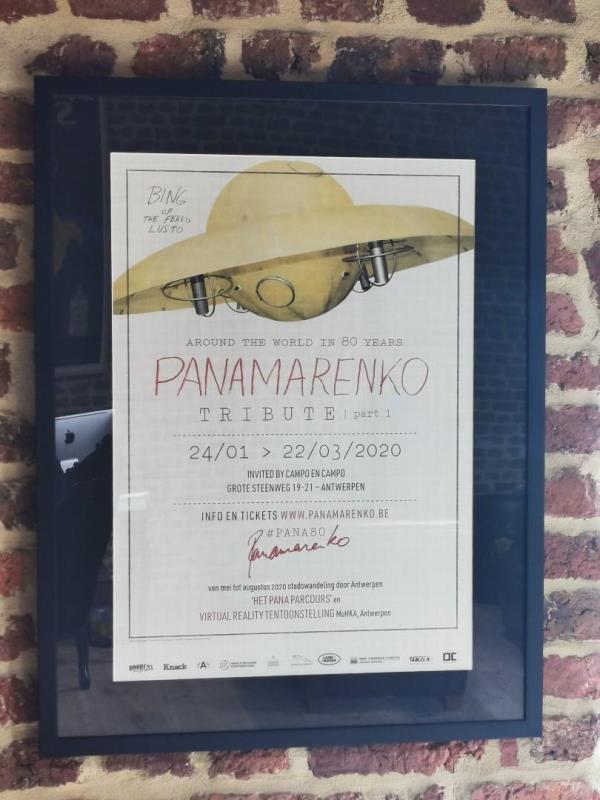 BING
OF
THE FERRO
LUSTO
AROUND THE WORLD IN 80 YEARS
PANAMARENKO
TRIBUTE | part 1
24/01 > 22/03/2020
INVITED BY CAMPO EN CAMPO
GROTE STEENWEG 19-21 – ANTWERPEN
INFO EN TICKETS WWW.PANAMARENKO.BE
#PANA80
Panamarenko
van mei tot augustus 2020 stadswandeling door Antwerpen
'HET PANA PARCOURS' en
VIRTUAL REALITY TENTOONSTELLING MuHKA, Antwerpen
Knack
LAND ROVER